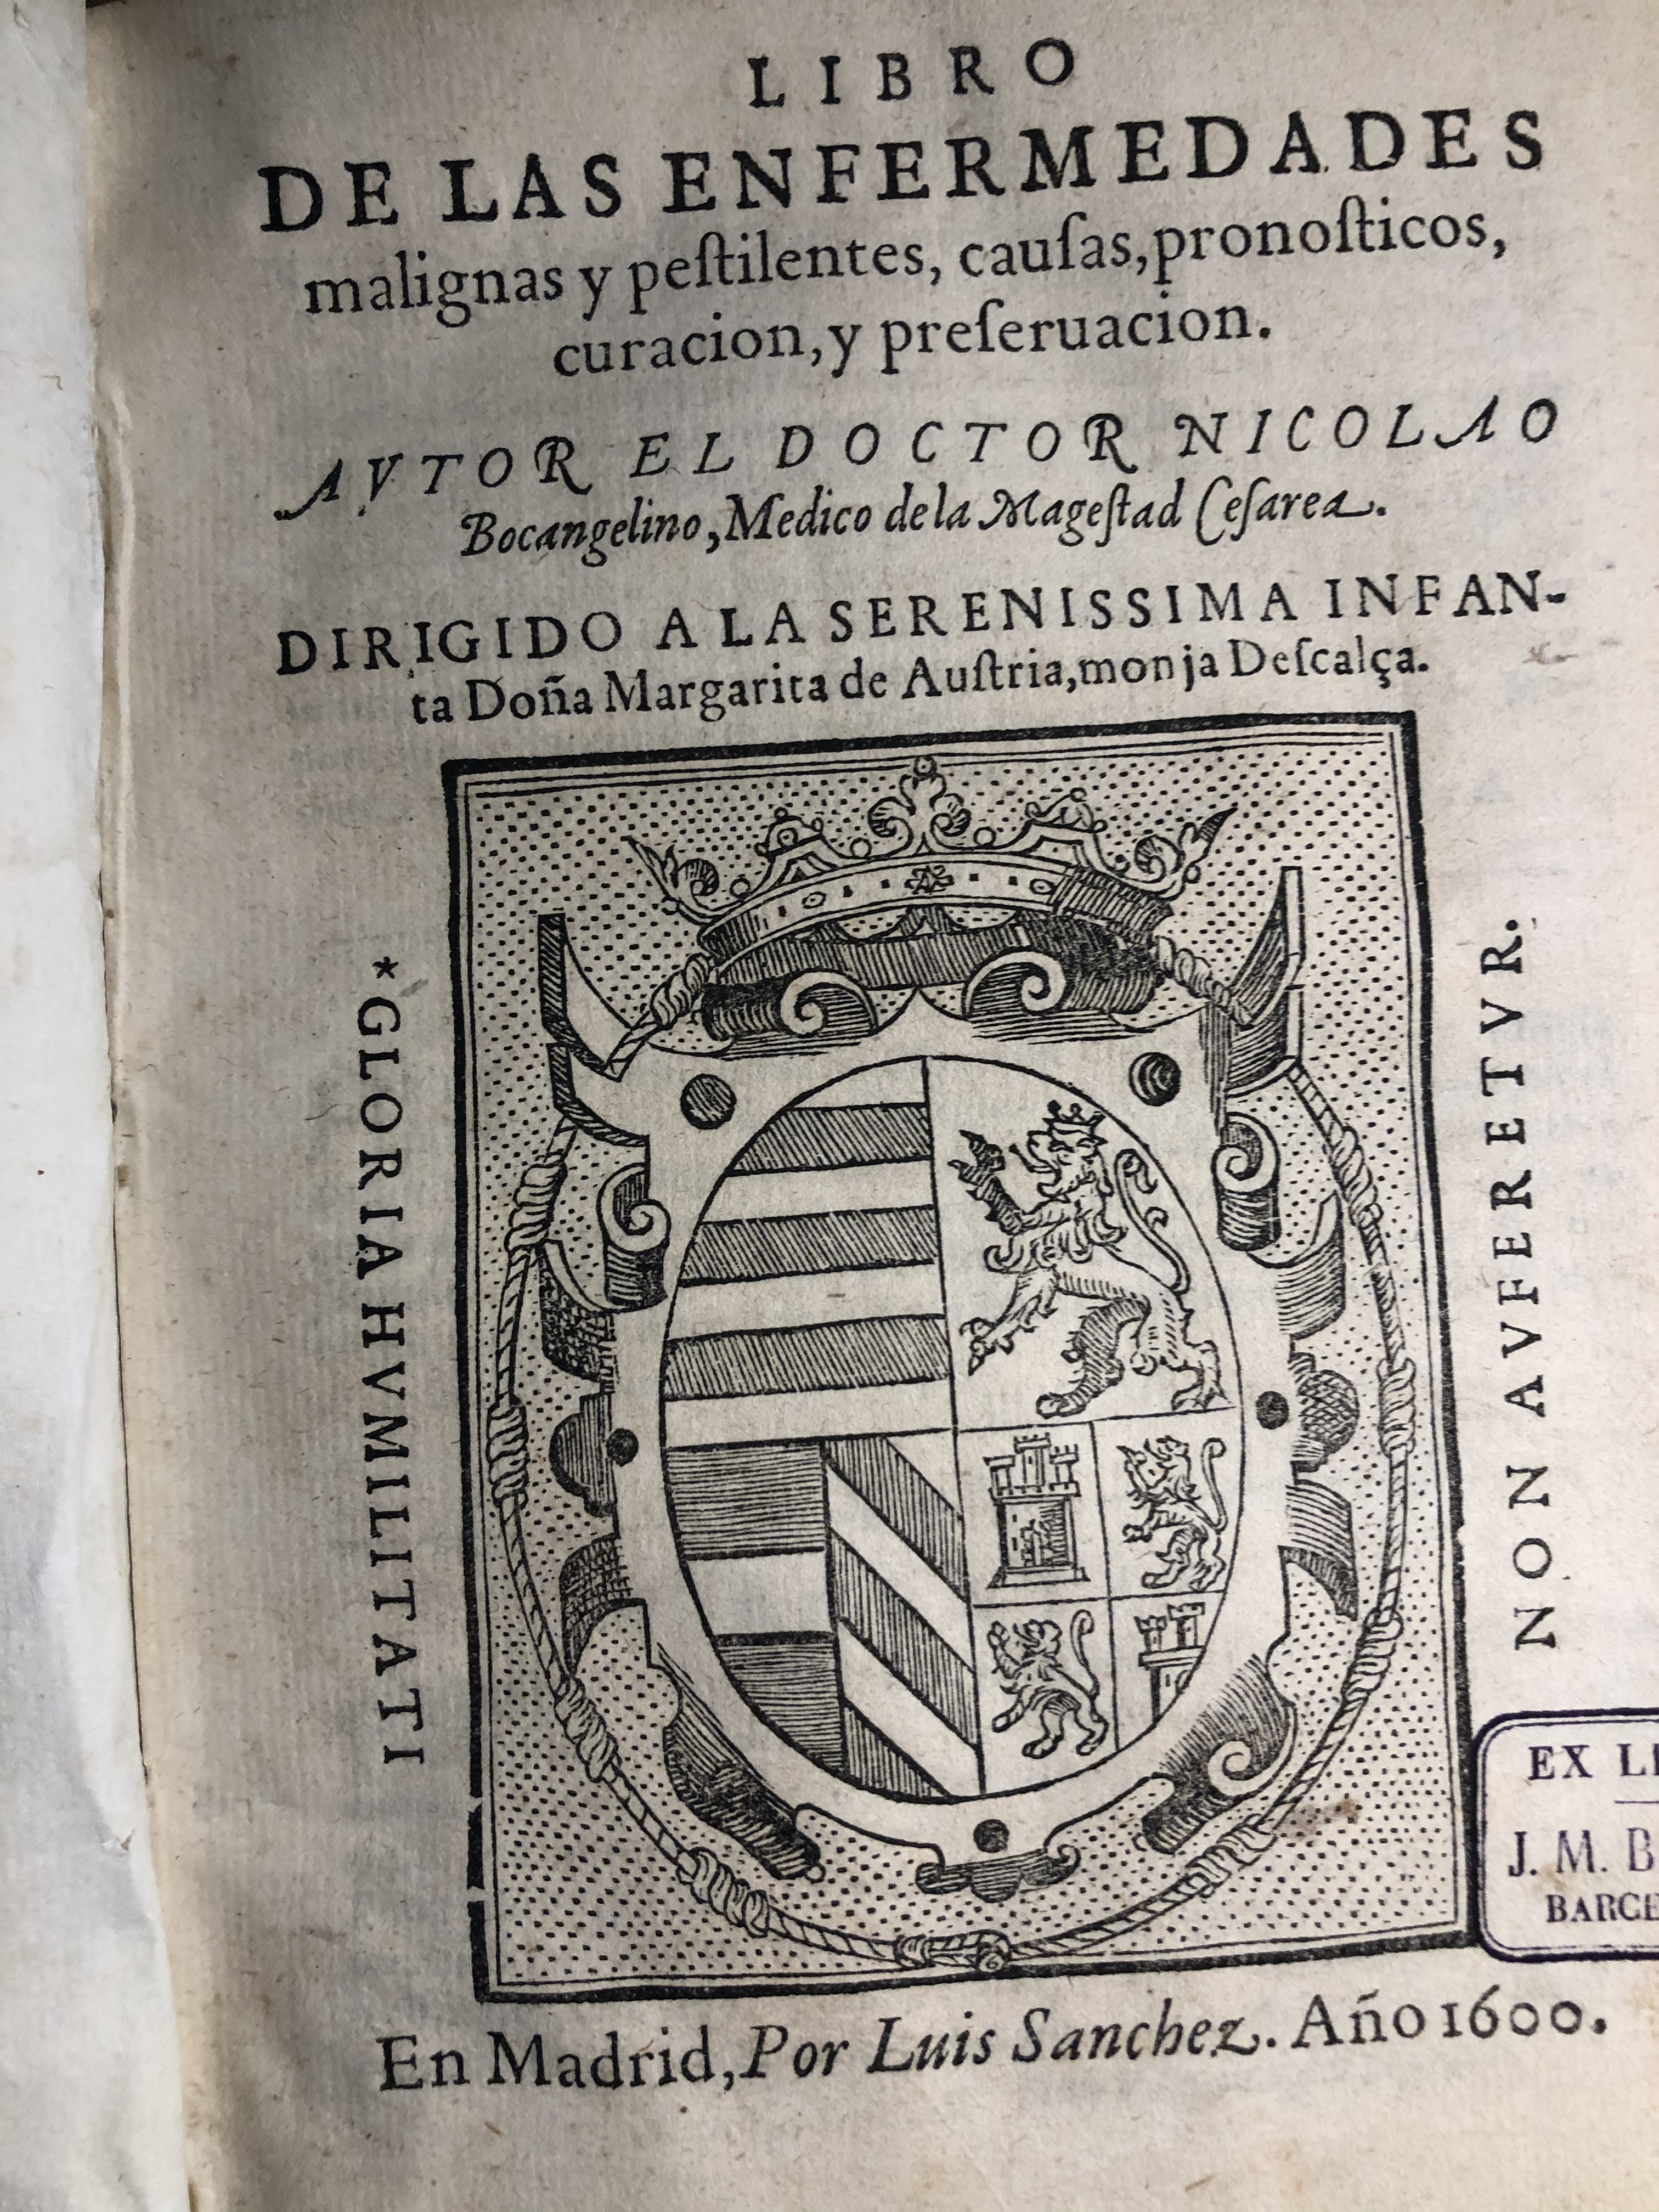 LIBRO
DE LAS ENFERMEDADES
malignas y peſtilentes, cauſas, pronoſticos,
curacion, y preſeruacion.
AVTOR EL DOCTOR NICOLAO
Bocangelino, Medico de la Mageſtad Ceſarea.
DIRIGIDO A LA SERENISSIMA INFAN-
ta Doña Margarita de Auſtria, monja Deſcalça.
*GLORIA HVMILITATI
NON AVFERETVR.
EX LI
J. M. B
BARCE
En Madrid, Por Luis Sanchez. Año 1600.